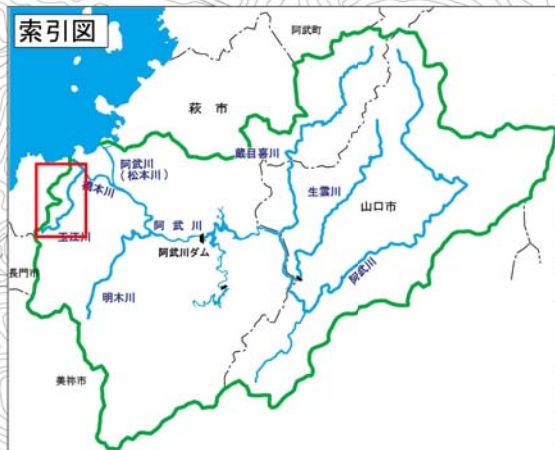 索引図
阿武町
萩市
蔵目喜川
阿武川
(松本川)
橋本川
生雲川
山口市
阿武川
玉江川
阿武川ダム
長門市
阿武川
明木川
美祢市